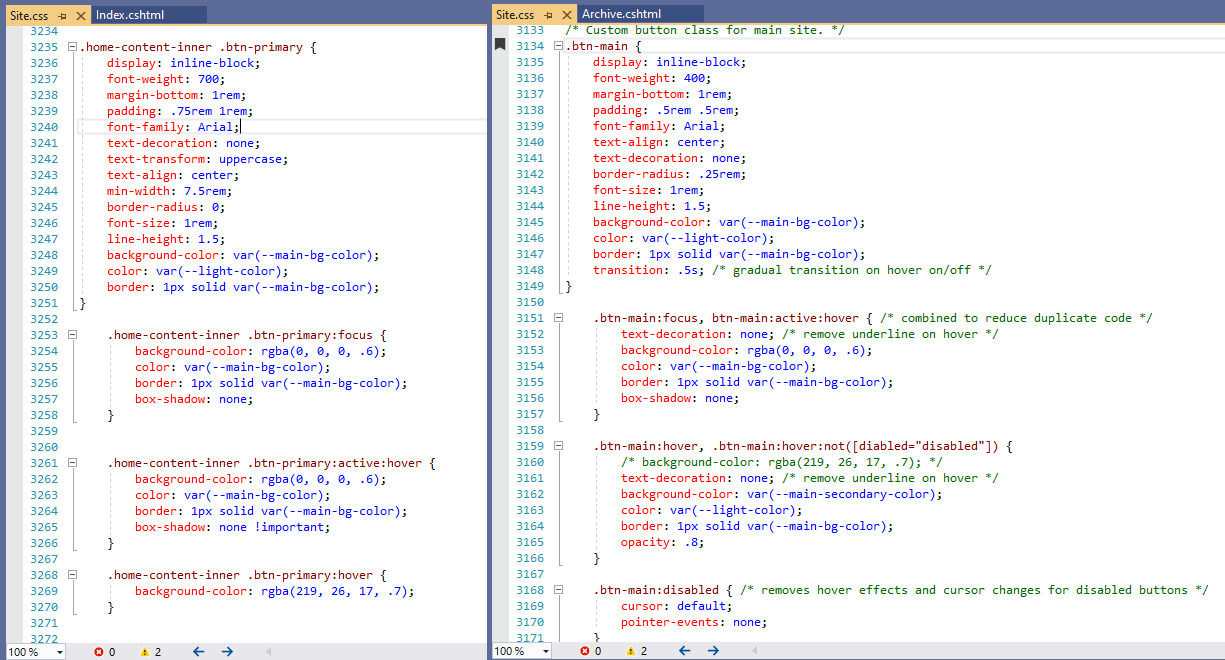 Site.css Index.cshtml
3234
3235 .home-content-inner .btn-primary {
3236 display: inline-block;
3237 font-weight: 700;
3238 margin-bottom: 1rem;
3239 padding: .75rem 1rem;
3240 font-family: Arial;
3241 text-decoration: none;
3242 text-transform: uppercase;
3243 text-align: center;
3244 min-width: 7.5rem;
3245 border-radius: 0;
3246 font-size: 1rem;
3247 line-height: 1.5;
3248 background-color: var(--main-bg-color);
3249 color: var(--light-color);
3250 border: 1px solid var(--main-bg-color);
3251 }
3252
3253 .home-content-inner .btn-primary:focus {
3254 background-color: rgba(0, 0, 0, .6);
3255 color: var(--main-bg-color);
3256 border: 1px solid var(--main-bg-color);
3257 box-shadow: none;
3258 }
3259
3260
3261 .home-content-inner .btn-primary:active:hover {
3262 background-color: rgba(0, 0, 0, .6);
3263 color: var(--main-bg-color);
3264 border: 1px solid var(--main-bg-color);
3265 box-shadow: none !important;
3266 }
3267
3268 .home-content-inner .btn-primary:hover {
3269 background-color: rgba(219, 26, 17, .7);
3270 }
3271
3272
100 % 0 2
Site.css Archive.cshtml
3133 /* Custom button class for main site. */
3134 .btn-main {
3135 display: inline-block;
3136 font-weight: 400;
3137 margin-bottom: 1rem;
3138 padding: .5rem .5rem;
3139 font-family: Arial;
3140 text-align: center;
3141 text-decoration: none;
3142 border-radius: .25rem;
3143 font-size: 1rem;
3144 line-height: 1.5;
3145 background-color: var(--main-bg-color);
3146 color: var(--light-color);
3147 border: 1px solid var(--main-bg-color);
3148 transition: .5s; /* gradual transition on hover on/off */
3149 }
3150
3151 .btn-main:focus, btn-main:active:hover { /* combined to reduce duplicate code */
3152 text-decoration: none; /* remove underline on hover */
3153 background-color: rgba(0, 0, 0, .6);
3154 color: var(--main-bg-color);
3155 border: 1px solid var(--main-bg-color);
3156 box-shadow: none;
3157 }
3158
3159 .btn-main:hover, .btn-main:hover:not([diabled="disabled"]) {
3160 /* background-color: rgba(219, 26, 17, .7); */
3161 text-decoration: none; /* remove underline on hover */
3162 background-color: var(--main-secondary-color);
3163 color: var(--light-color);
3164 border: 1px solid var(--main-bg-color);
3165 opacity: .8;
3166 }
3167
3168 .btn-main:disabled { /* removes hover effects and cursor changes for disabled buttons */
3169 cursor: default;
3170 pointer-events: none;
3171 }
100 % 0 2